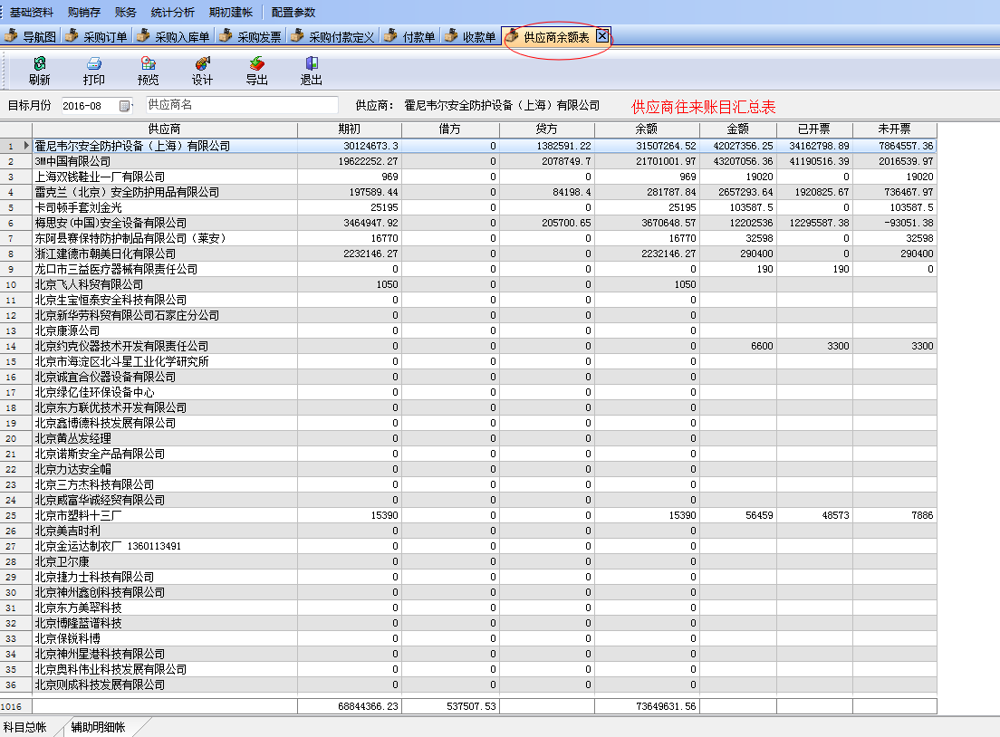 基础资料 购销存 账务 统计分析 期初建帐 配置参数
导航图 采购订单 采购入库单 采购发票 采购付款定义 付款单 收款单 供应商余额表
刷新 打印 预览 设计 导出 退出
目标月份 2016-08 供应商名 供应商: 霍尼韦尔安全防护设备（上海）有限公司 供应商往来账目汇总表
供应商 期初 借方 贷方 余额 金额 已开票 未开票
1 霍尼韦尔安全防护设备（上海）有限公司 30124673.3 0 1382591.22 31507264.52 42027356.25 34162798.89 7864557.36
2 3M中国有限公司 19622252.27 0 2078749.7 21701001.97 43207056.36 41190516.39 2016539.97
3 上海双钱鞋业一厂有限公司 969 0 0 969 19020 0 19020
4 雷克兰（北京）安全防护用品有限公司 197589.44 0 84198.4 281787.84 2657293.64 1920825.67 736467.97
5 卡司顿手套刘金光 25195 0 0 25195 103587.5 0 103587.5
6 梅思安(中国)安全设备有限公司 3464947.92 0 205700.65 3670648.57 12202536 12295587.38 -93051.38
7 东阿县赛保特防护制品有限公司（莱安） 16770 0 0 16770 32598 0 32598
8 浙江建德市朝美日化有限公司 2232146.27 0 0 2232146.27 290400 0 290400
9 龙口市三益医疗器械有限责任公司 0 0 0 0 190 190 0
10 北京飞人科贸有限公司 1050 0 0 1050
11 北京生宝恒泰安全科技有限公司 0 0 0 0
12 北京新华劳科贸有限公司石家庄分公司 0 0 0 0
13 北京康源公司 0 0 0 0
14 北京约克仪器技术开发有限责任公司 0 0 0 0 6600 3300 3300
15 北京市海淀区北斗星工业化学研究所 0 0 0 0
16 北京诚宜合仪器设备有限公司 0 0 0 0
17 北京绿亿佳环保设备中心 0 0 0 0
18 北京东方联优技术开发有限公司 0 0 0 0
19 北京鑫博德科技发展有限公司 0 0 0 0
20 北京黄丛发经理 0 0 0 0
21 北京诺斯安全产品有限公司 0 0 0 0
22 北京力达安全帽 0 0 0 0
23 北京三方杰科技有限公司 0 0 0 0
24 北京威富华诚经贸有限公司 0 0 0 0
25 北京市塑料十三厂 15390 0 0 15390 56459 48573 7886
26 北京美吉时利 0 0 0 0
27 北京金运达制衣厂 1360113491 0 0 0 0
28 北京卫尔康 0 0 0 0
29 北京捷力士科技有限公司 0 0 0 0
30 北京神州鑫创科技有限公司 0 0 0 0
31 北京东方美翠科技 0 0 0 0
32 北京博隆蓝谱科技 0 0 0 0
33 北京保锐科博 0 0 0 0
34 北京神州星港科技有限公司 0 0 0 0
35 北京奥科伟业科技发展有限公司 0 0 0 0
36 北京则成科技发展有限公司 0 0 0 0
1016 68844366.23 537507.53 73649631.56
科目总帐 辅助明细帐